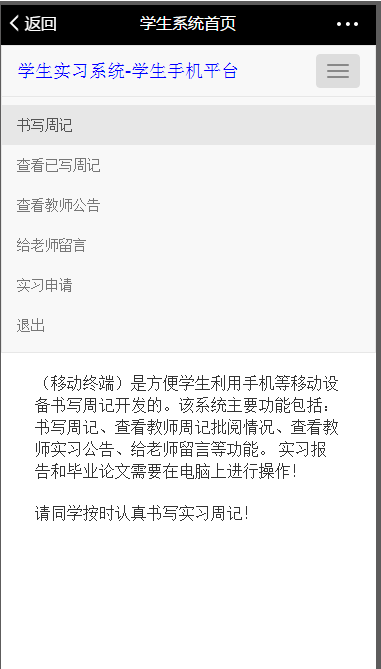 返回 学生系统首页
学生实习系统-学生手机平台
书写周记
查看已写周记
查看教师公告
给老师留言
实习申请
退出
（移动终端）是方便学生利用手机等移动设
备书写周记开发的。该系统主要功能包括：
书写周记、查看教师周记批阅情况、查看教
师实习公告、给老师留言等功能。 实习报
告和毕业论文需要在电脑上进行操作！
请同学按时认真书写实习周记！